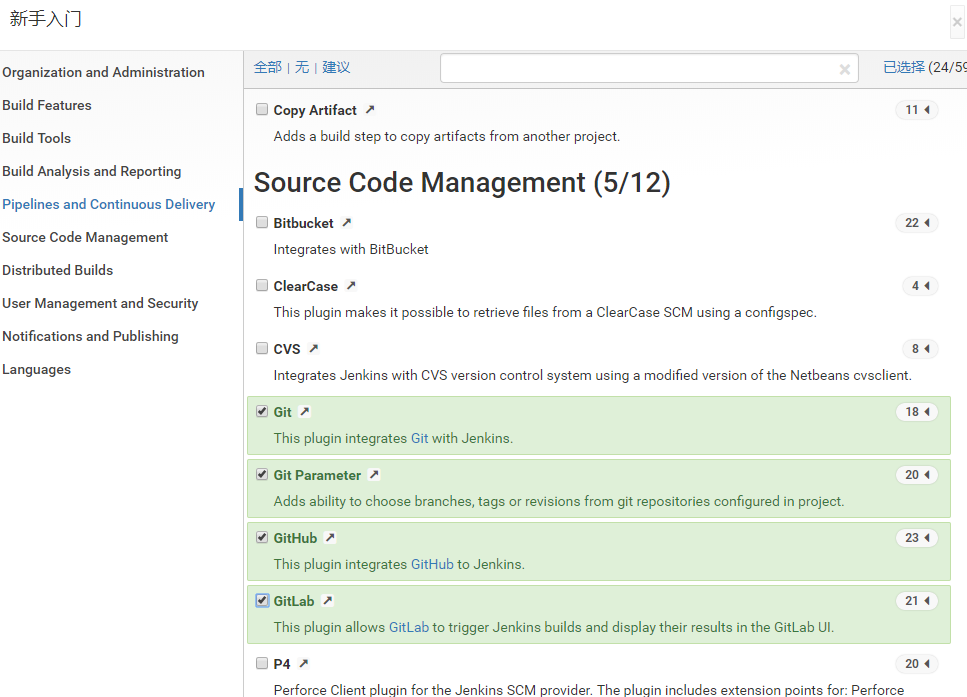 新手入门
Organization and Administration
Build Features
Build Tools
Build Analysis and Reporting
Pipelines and Continuous Delivery
Source Code Management
Distributed Builds
User Management and Security
Notifications and Publishing
Languages
全部 | 无 | 建议
已选择 (24/59
Copy Artifact 11
Adds a build step to copy artifacts from another project.
Source Code Management (5/12)
Bitbucket 22
Integrates with BitBucket
ClearCase 4
This plugin makes it possible to retrieve files from a ClearCase SCM using a configspec.
CVS 8
Integrates Jenkins with CVS version control system using a modified version of the Netbeans cvsclient.
Git 18
This plugin integrates Git with Jenkins.
Git Parameter 20
Adds ability to choose branches, tags or revisions from git repositories configured in project.
GitHub 23
This plugin integrates GitHub to Jenkins.
GitLab 21
This plugin allows GitLab to trigger Jenkins builds and display their results in the GitLab UI.
P4 20
Perforce Client plugin for the Jenkins SCM provider. The plugin includes extension points for: Perforce